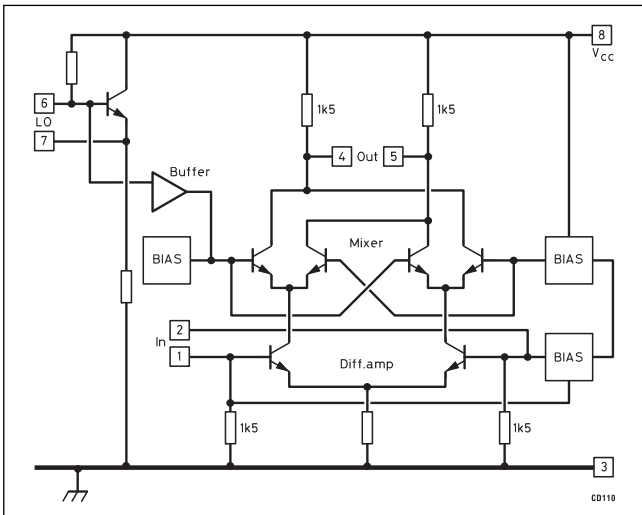 8
VCC
6
LO
7
1k5
1k5
4 Out 5
Buffer
BIAS
Mixer
BIAS
2
In
1
Diff.amp
BIAS
1k5
1k5
3
CD110